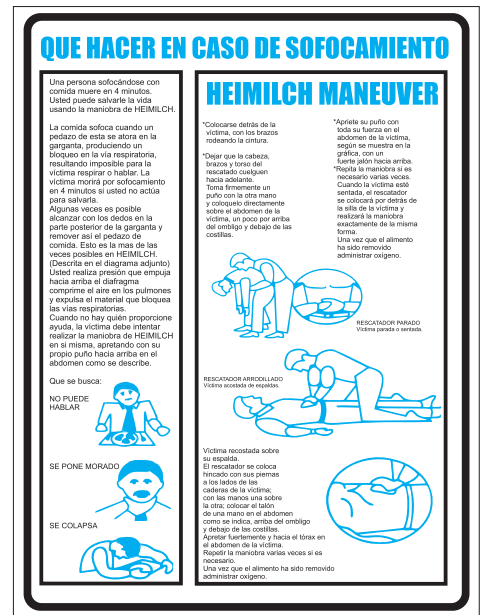 QUE HACER EN CASO DE SOFOCAMIENTO
Una persona sofocándose con
comida muere en 4 minutos.
Usted puede salvarle la vida
usando la maniobra de HEIMILCH.
La comida sofoca cuando un
pedazo de esta se atora en la
garganta, produciendo un
bloqueo en la vía respiratoria,
resultando imposible para la
víctima respirar o hablar. La
víctima morirá por sofocamiento
en 4 minutos si usted no actúa
para salvarla.
Algunas veces es posible
alcanzar con los dedos en la
parte posterior de la garganta y
remover así el pedazo de
comida. Esto es la mas de las
veces posibles en HEIMILCH.
(Descrita en el diagrama adjunto)
Usted realiza presión que empuja
hacia arriba el diafragma
comprime el aire en los pulmones
y expulsa el material que bloquea
las vías respiratorias.
Cuando no hay quién proporcione
ayuda, la víctima debe intentar
realizar la maniobra de HEIMILCH
en si misma, apretando con su
propio puño hacia arriba en el
abdomen como se describe.
Que se busca:
NO PUEDE
HABLAR
SE PONE MORADO
SE COLAPSA
HEIMILCH MANEUVER
*Colocarse detrás de la
víctima, con los brazos
rodeando la cintura.
*Dejar que la cabeza,
brazos y torso del
rescatado cuelguen
hacia adelante.
Toma firmemente un
puño con la otra mano
y coloquelo directamente
sobre el abdomen de la
víctima, un poco por arriba
del ombligo y debajo de las
costillas.
*Apriete su puño con
toda su fuerza en el
abdomen de la víctima,
según se muestra en la
gráfica, con un
fuerte jalón hacia arriba.
*Repita la maniobra si es
necesario varias veces.
Cuando la víctima esté
sentada, el rescatador
se colocará por detrás de
la silla de la víctima y
realizará la maniobra
exactamente de la misma
forma.
Una vez que el alimento
ha sido removido
administrar oxígeno.
RESCATADOR PARADO
Víctima parada o sentada.
RESCATADOR ARRODILLADO
Víctima acostada de espaldas.
Víctima recostada sobre
su espalda.
El rescatador se coloca
hincado con sus piernas
a los lados de las
caderas de la víctima;
con las manos una sobre
la otra; colocar el talón
de una mano en el abdomen
como se indica, arriba del ombligo
y debajo de las costillas.
Apretar fuertemente y hacia el tórax en
el abdomen de la víctima.
Repetir la maniobra varias veces si es
necesario.
Una vez que el alimento ha sido removido
administrar oxígeno.